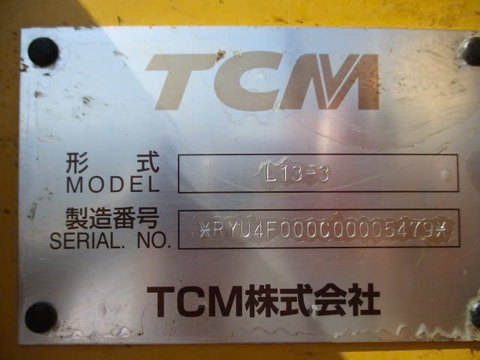 TCM
形 式
MODEL L13-3
製造番号
SERIAL. NO. *RYU4F000C00005479*
TCM株式会社